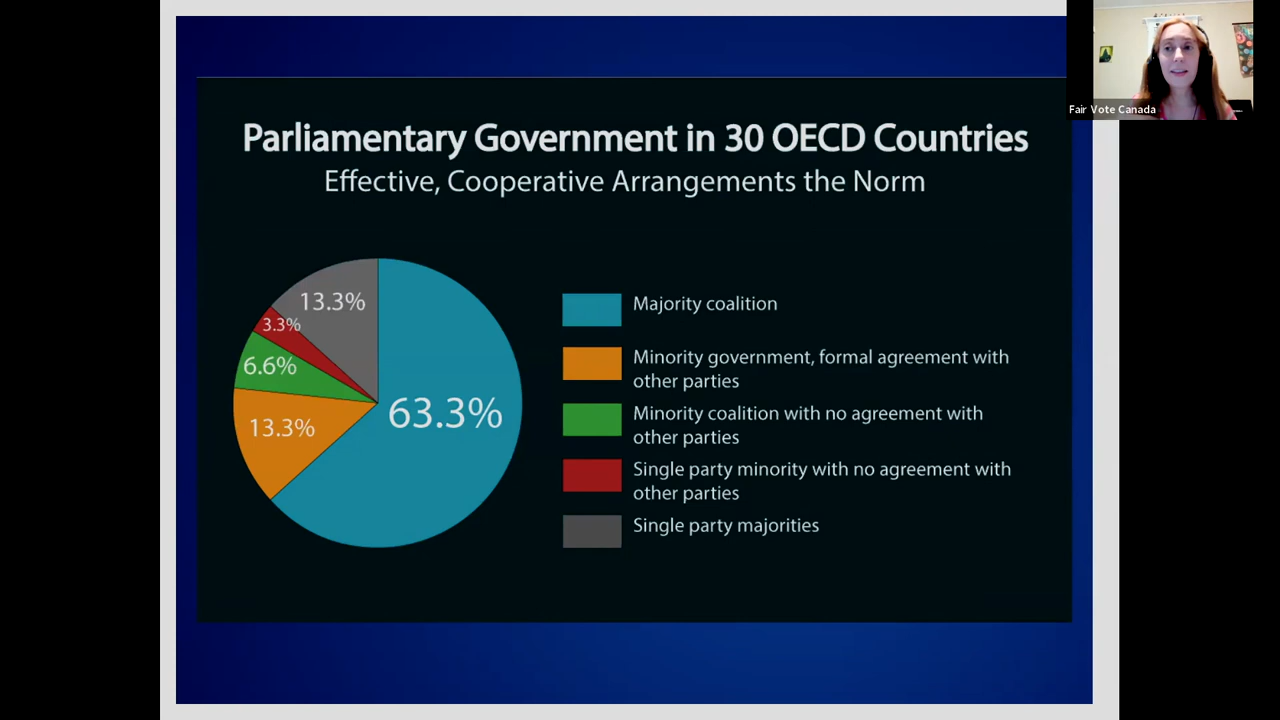 Fair Vote Canada
Parliamentary Government in 30 OECD Countries
Effective, Cooperative Arrangements the Norm
13.3%
3.3%
6.6%
13.3%
63.3%
Majority coalition
Minority government, formal agreement with
other parties
Minority coalition with no agreement with
other parties
Single party minority with no agreement with
other parties
Single party majorities